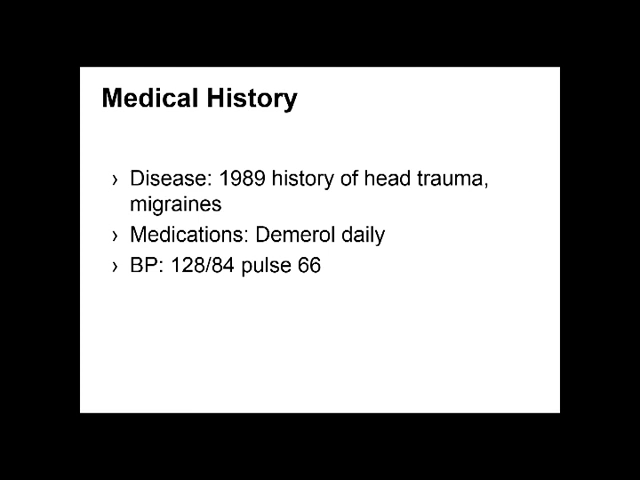 Medical History
› Disease: 1989 history of head trauma,
migraines
› Medications: Demerol daily
› BP: 128/84 pulse 66